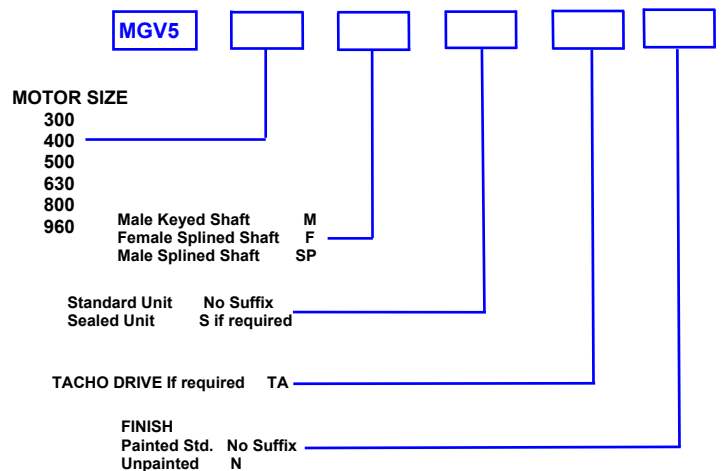 MGV5
MOTOR SIZE
300
400
500
630
800
960
Male Keyed Shaft M
Female Splined Shaft F
Male Splined Shaft SP
Standard Unit No Suffix
Sealed Unit S if required
TACHO DRIVE If required TA
FINISH
Painted Std. No Suffix
Unpainted N